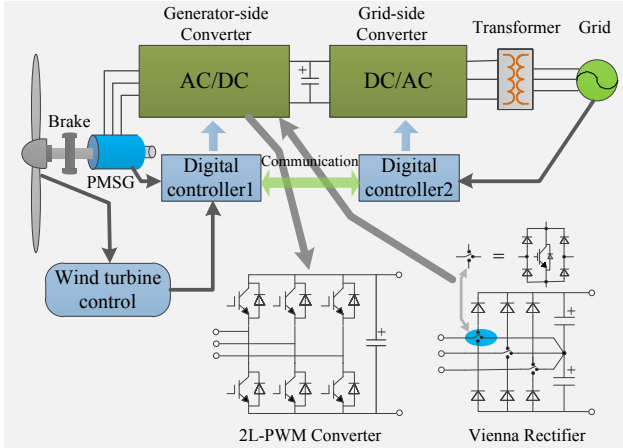 Generator-side
Converter
Grid-side
Converter
Transformer
Grid
AC/DC
+
DC/AC
Brake
PMSG
Digital
controller1
Communication
Digital
controller2
Wind turbine
control
=
+
+
+
2L-PWM Converter
Vienna Rectifier